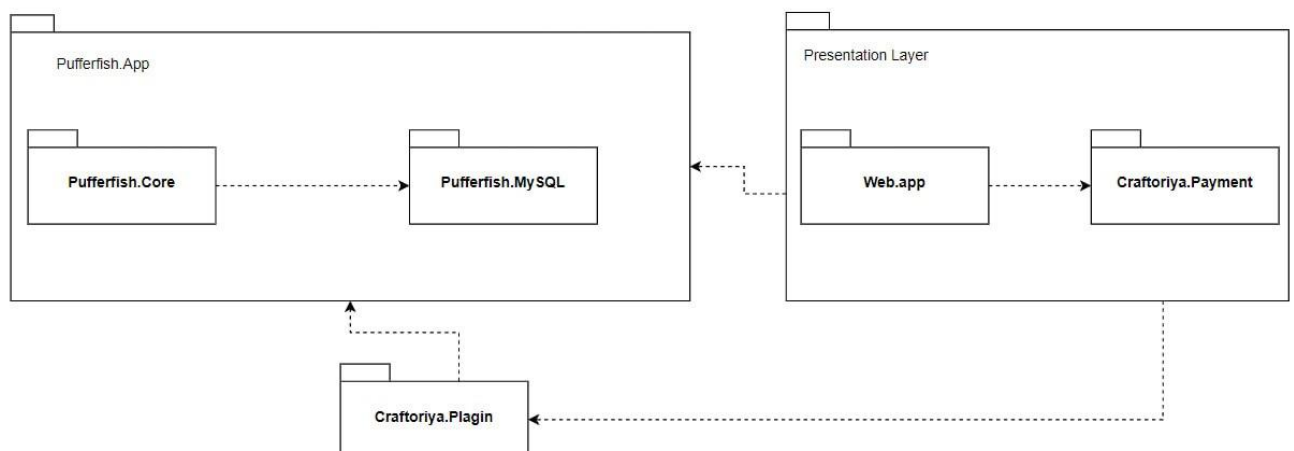 Pufferfish.App
Presentation Layer
Pufferfish.Core
Pufferfish.MySQL
Web.app
Craftoriya.Payment
Craftoriya.Plagin